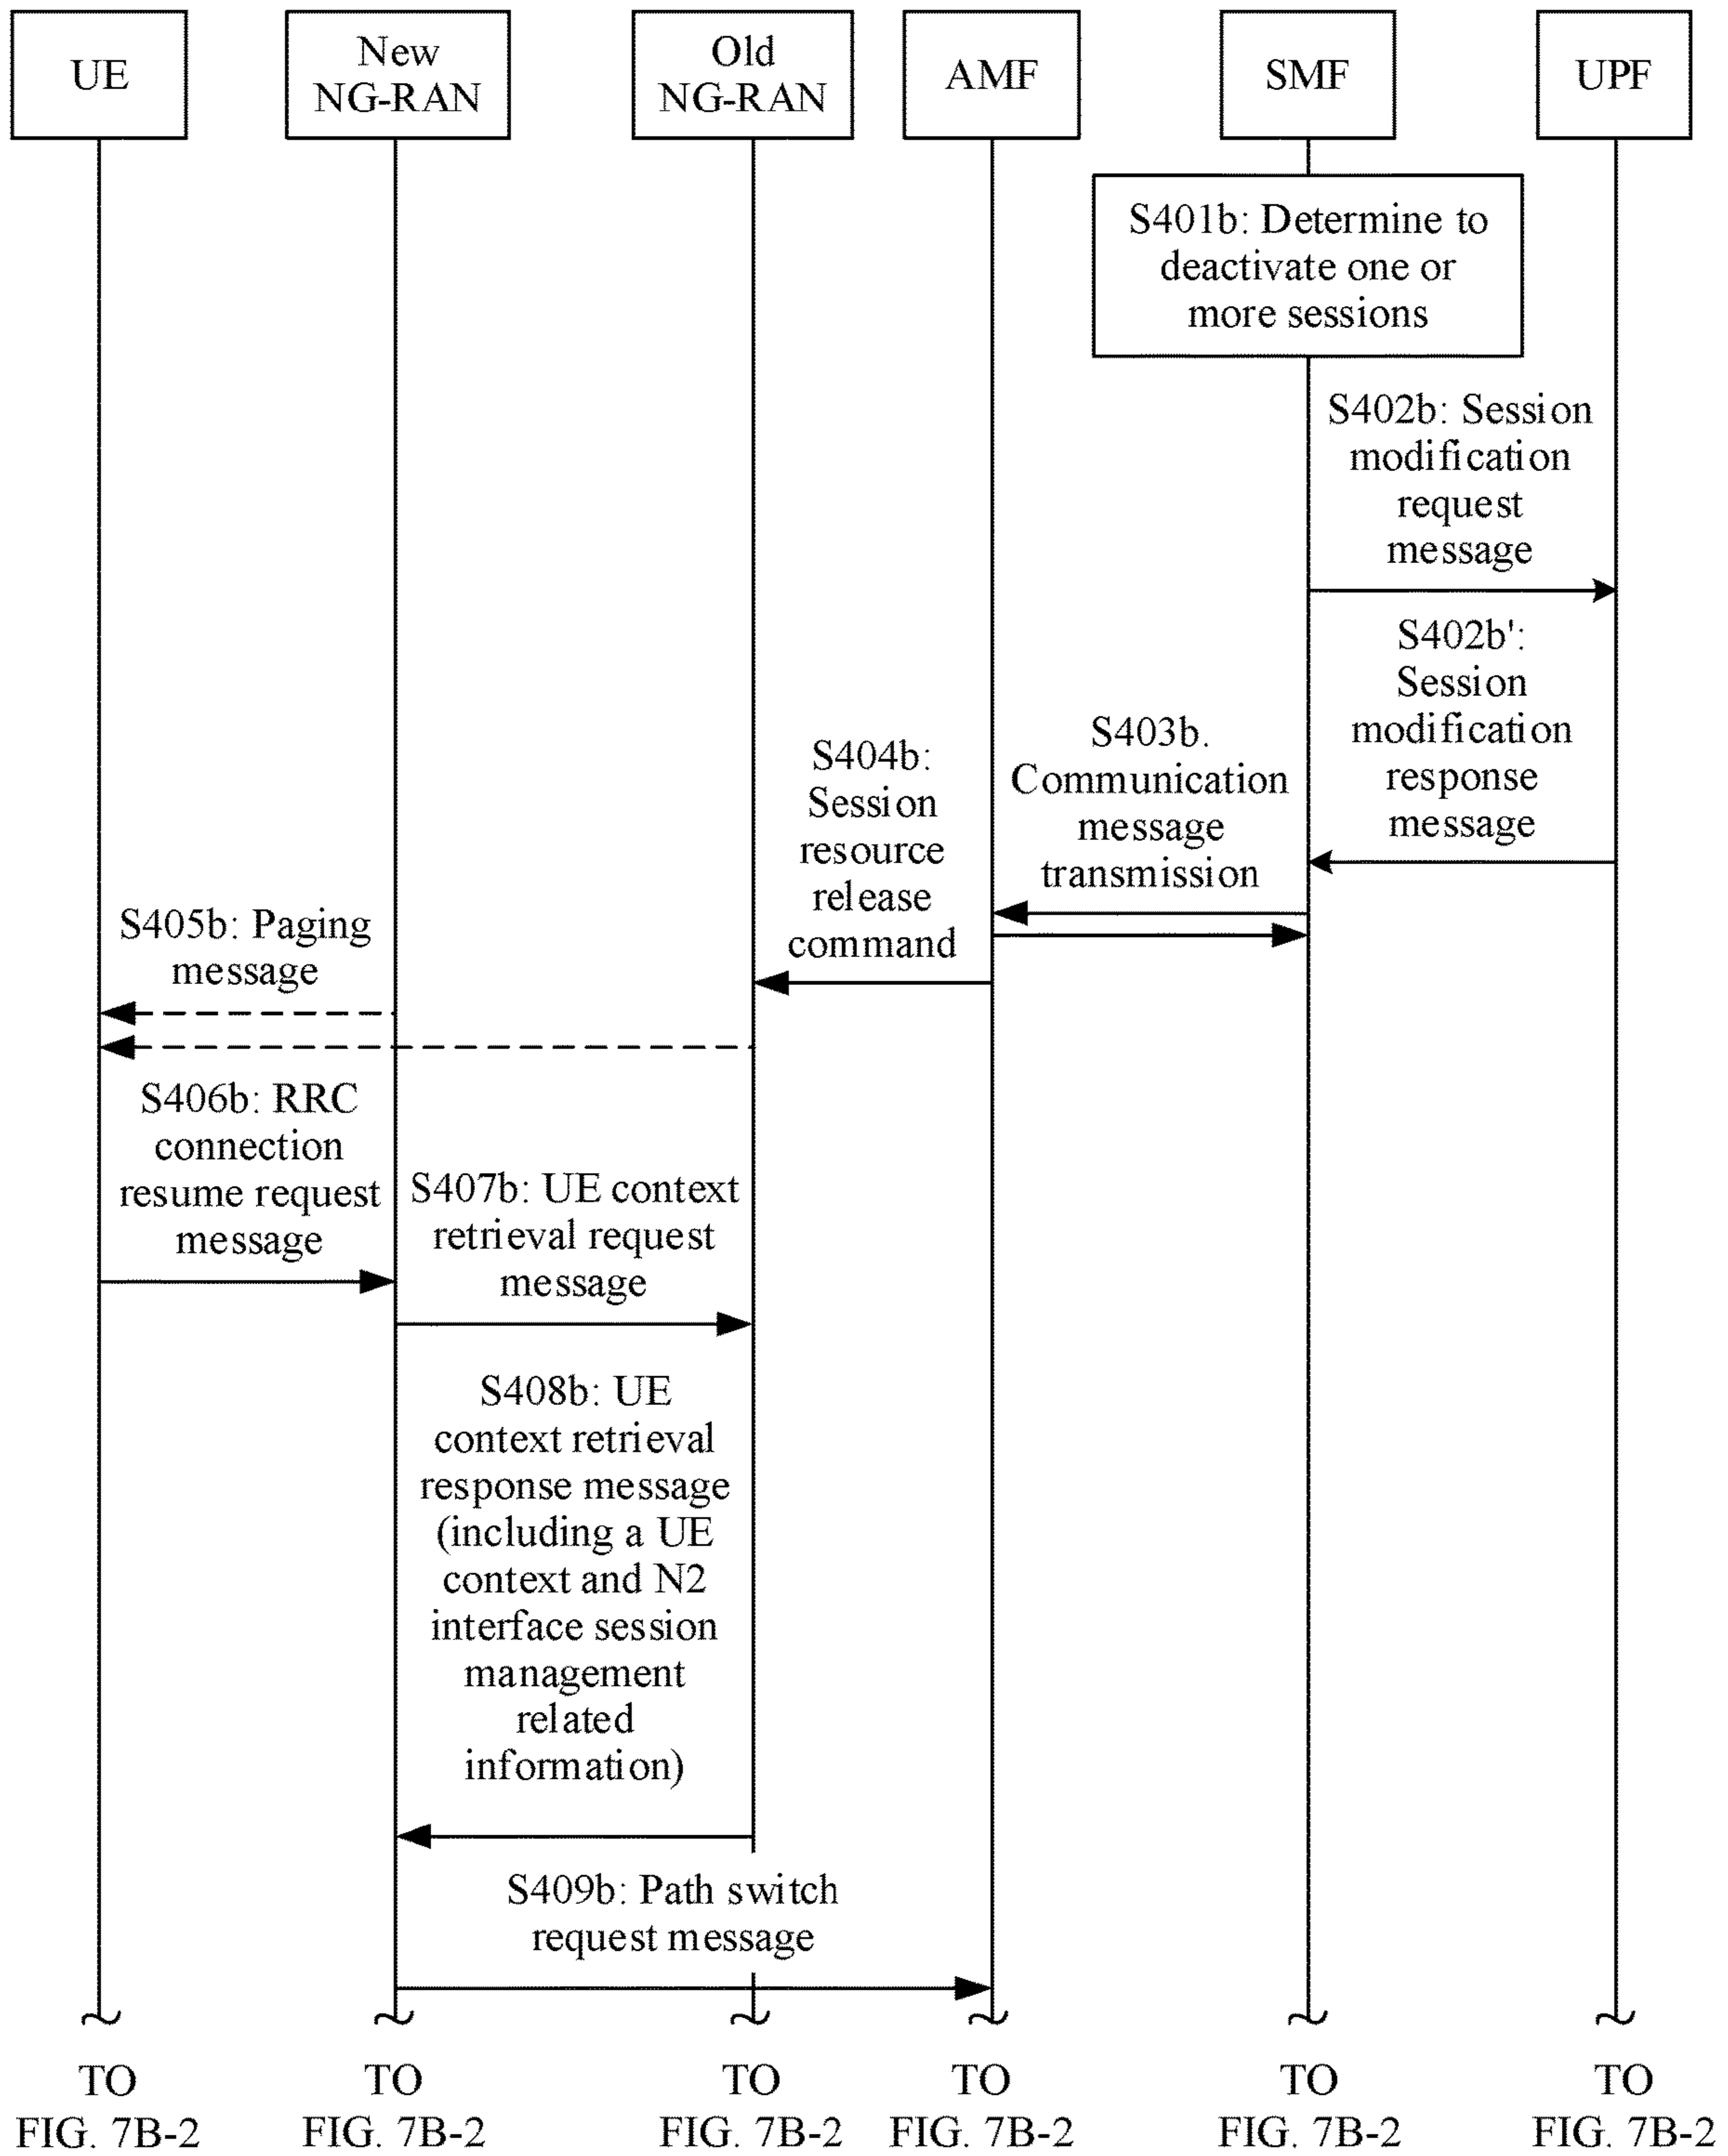 UE
New
NG-RAN
Old
NG-RAN
AMF
SMF
UPF
S401b: Determine to
deactivate one or
more sessions
S402b: Session
modification
request
message
S402b':
Session
modification
response
message
S403b.
Communication
message
transmission
S404b:
Session
resource
release
command
S405b: Paging
message
S406b: RRC
connection
resume request
message
S407b: UE context
retrieval request
message
S408b: UE
context retrieval
response message
(including a UE
context and N2
interface session
management
related
information)
S409b: Path switch
request message
TO
FIG. 7B-2
TO
FIG. 7B-2
TO
FIG. 7B-2
TO
FIG. 7B-2
TO
FIG. 7B-2
TO
FIG. 7B-2